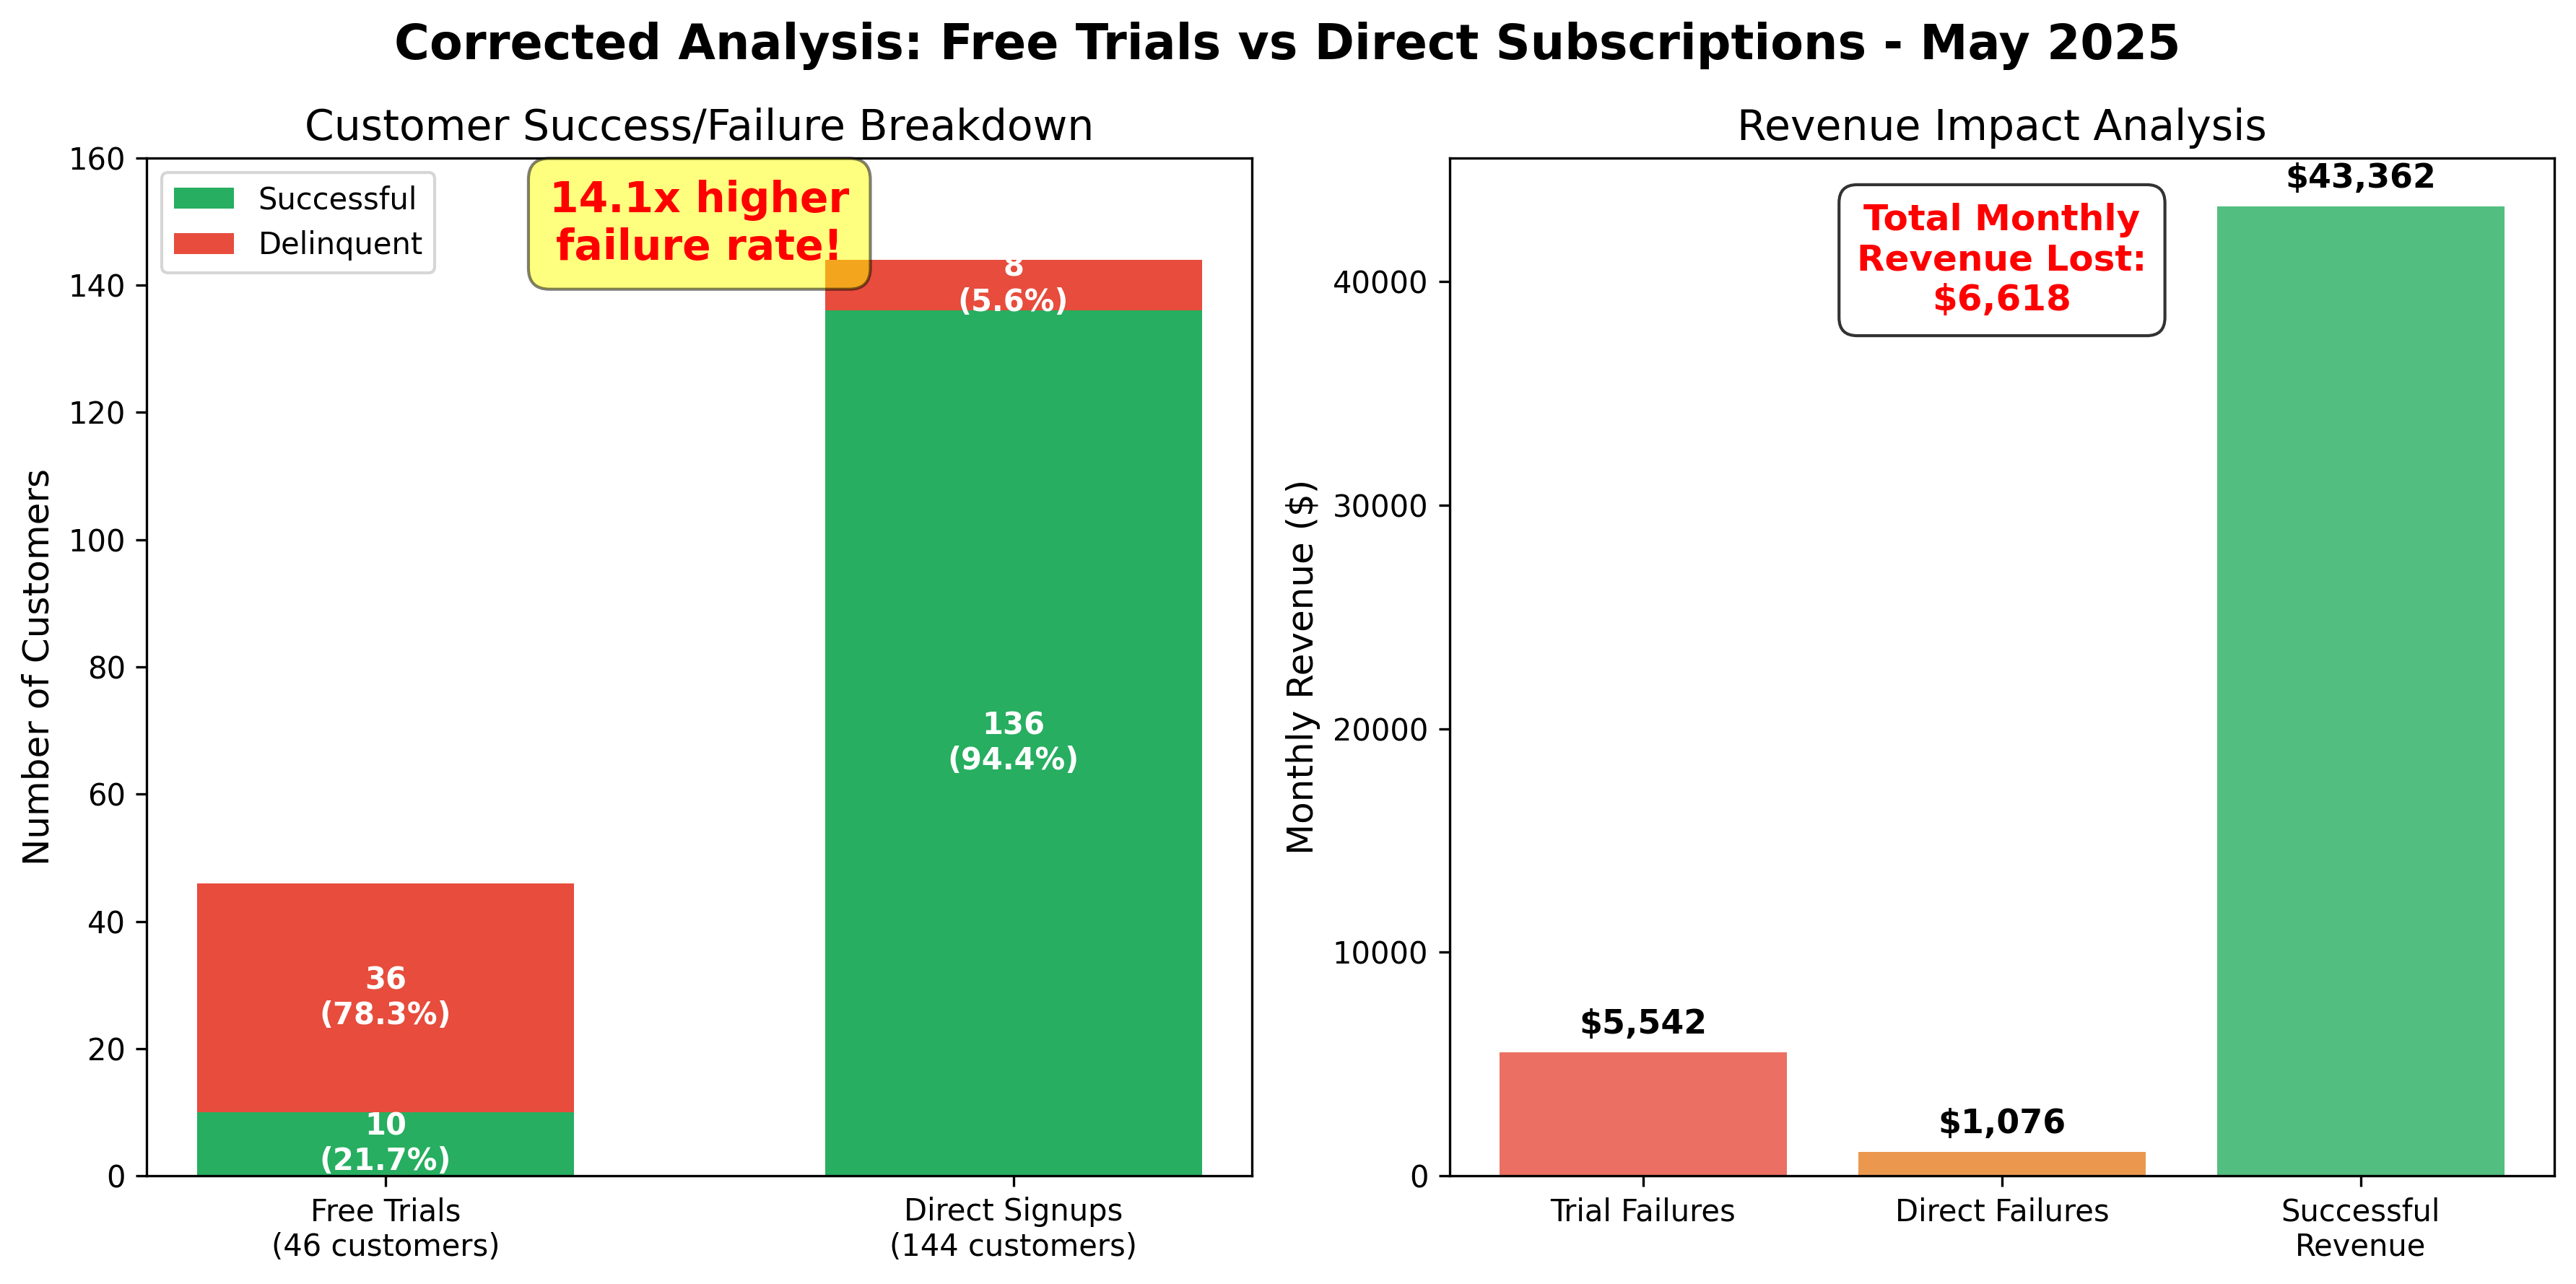 Corrected Analysis: Free Trials vs Direct Subscriptions - May 2025
Customer Success/Failure Breakdown
Number of Customers
160
140
120
100
80
60
40
20
0
Successful
Delinquent
14.1x higher
failure rate!
8
(5.6%)
136
(94.4%)
36
(78.3%)
10
(21.7%)
Free Trials
(46 customers)
Direct Signups
(144 customers)
Revenue Impact Analysis
Monthly Revenue ($)
40000
30000
20000
10000
0
Total Monthly
Revenue Lost:
$6,618
$43,362
$5,542
$1,076
Trial Failures
Direct Failures
Successful
Revenue